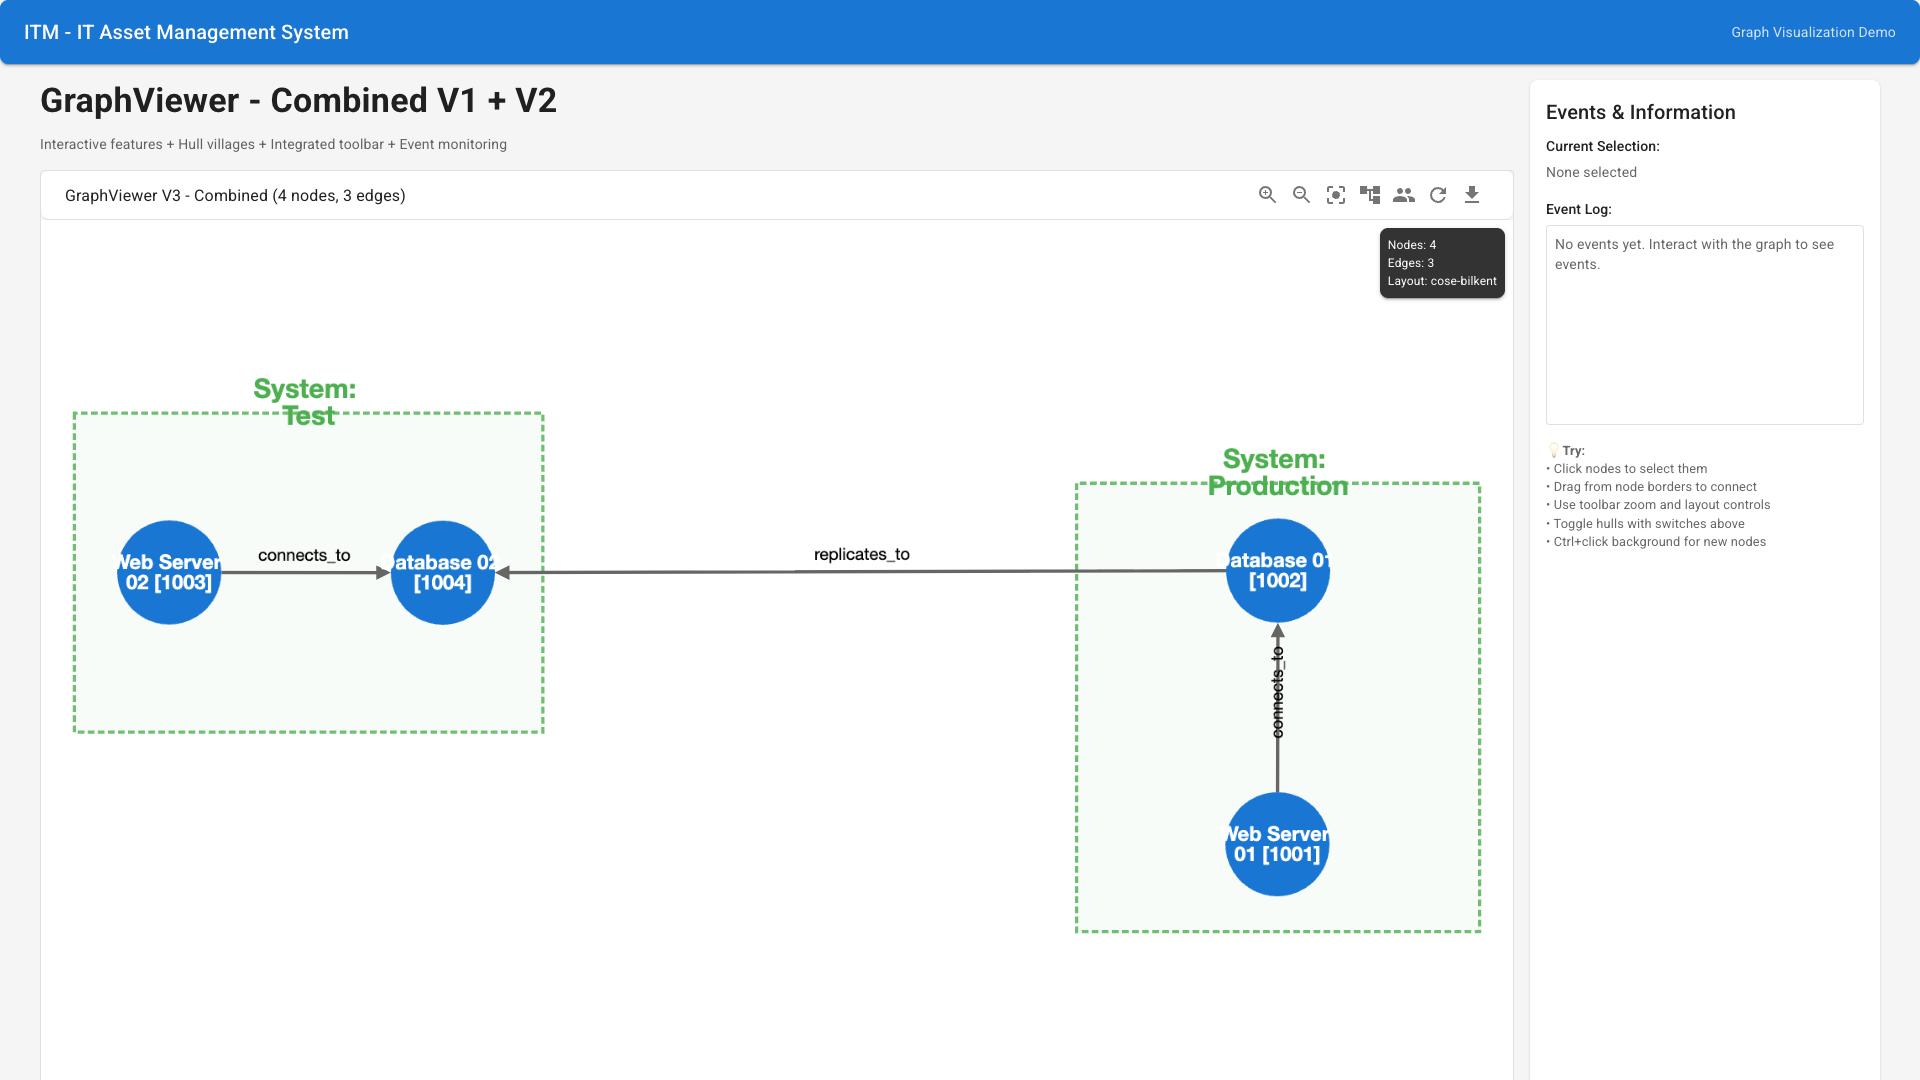 ITM - IT Asset Management System
Graph Visualization Demo
GraphViewer - Combined V1 + V2
Interactive features + Hull villages + Integrated toolbar + Event monitoring
GraphViewer V3 - Combined (4 nodes, 3 edges)
Nodes: 4
Edges: 3
Layout: cose-bilkent
System:
Test
Web Server
02 [1003]
connects_to
Database 02
[1004]
replicates_to
System:
Production
Database 01
[1002]
connects_to
Web Server
01 [1001]
Events & Information
Current Selection:
None selected
Event Log:
No events yet. Interact with the graph to see
events.
Try:
• Click nodes to select them
• Drag from node borders to connect
• Use toolbar zoom and layout controls
• Toggle hulls with switches above
• Ctrl+click background for new nodes